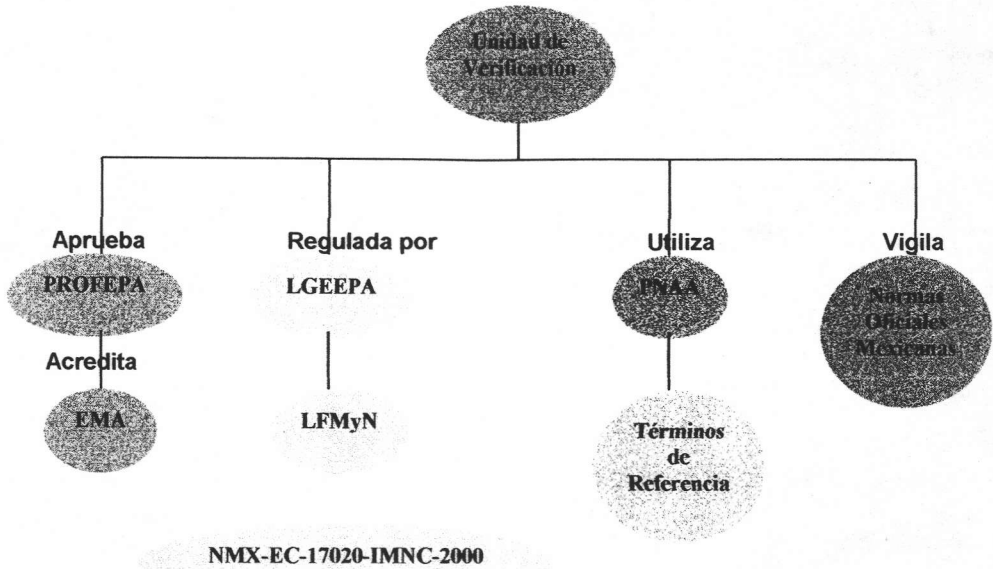 Unidad de
Verificación
Aprueba
Regulada por
Utiliza
Vigila
PROFEPA
LGEEPA
PNAA
Normas
Oficiales
Mexicanas
Acredita
EMA
LFMyN
Términos
de
Referencia
NMX-EC-17020-IMNC-2000